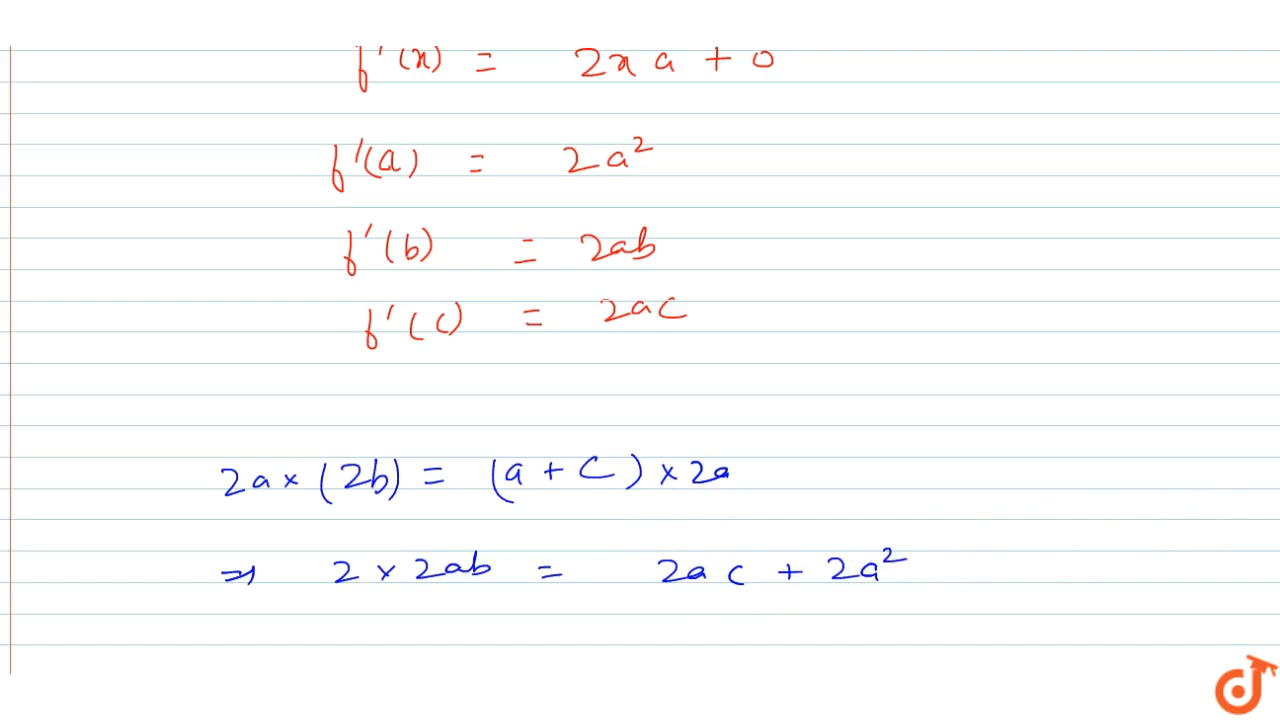 f'(x) = 2xa + 0
f'(a) = 2a²
f'(b) = 2ab
f'(c) = 2ac
2a × (2b) = (a + c) × 2a
⇒ 2 × 2ab = 2ac + 2a²